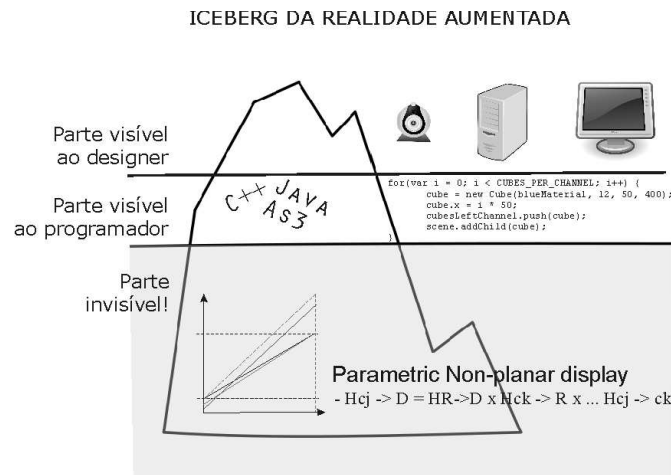 ICEBERG DA REALIDADE AUMENTADA
Parte visível
ao designer
Parte visível
ao programador
C++ JAVA
AS3
for(var i = 0; i < CUBES_PER_CHANNEL; i++) {
cube = new Cube(blueMaterial, 12, 50, 400);
cube.x = i * 50;
cubesLeftChannel.push(cube);
scene.addChild(cube);
}
Parte
invisível!
Parametric Non-planar display
- Hcj -> D = HR->D x Hck -> R x ... Hcj -> ck